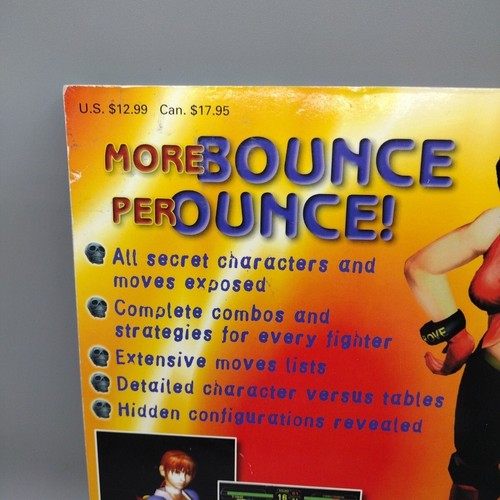 U.S. $12.99 Can. $17.95
MORE BOUNCE
PER OUNCE!
All secret characters and
moves exposed
Complete combos and
strategies for every fighter
Extensive moves lists
Detailed character versus tables
Hidden configurations revealed